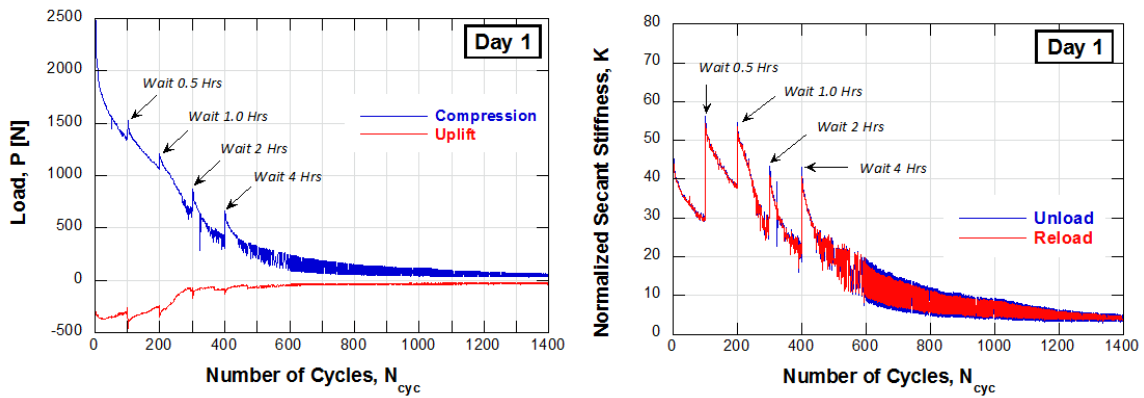 2500
2000
1500
1000
500
0
-500
Load, P [N]
Day 1
Wait 0.5 Hrs
Wait 1.0 Hrs
Wait 2 Hrs
Wait 4 Hrs
Compression
Uplift
0 200 400 600 800 1000 1200 1400
Number of Cycles, Ncyc
80
70
60
50
40
30
20
10
0
Normalized Secant Stiffness, K
Day 1
Wait 0.5 Hrs
Wait 1.0 Hrs
Wait 2 Hrs
Wait 4 Hrs
Unload
Reload
0 200 400 600 800 1000 1200 1400
Number of Cycles, Ncyc